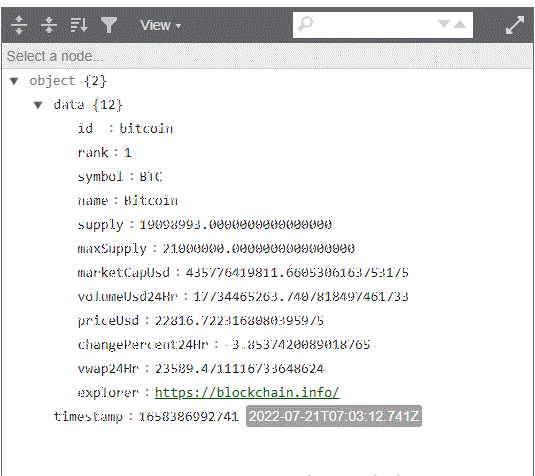 View
Select a node...
object {2}
data {12}
id : bitcoin
rank : 1
symbol : BTC
name : Bitcoin
supply : 19098993.0000000000000000
maxSupply : 21000000.0000000000000000
marketCapUsd : 435776419811.6605306163753175
volumeUsd24Hr : 17734465263.7407818497461733
priceUsd : 22816.7223168080395975
changePercent24Hr : -3.8537420089018765
vwap24Hr : 23589.4711116733648624
explorer : https://blockchain.info/
timestamp : 1658386992741 2022-07-21T07:03:12.741Z